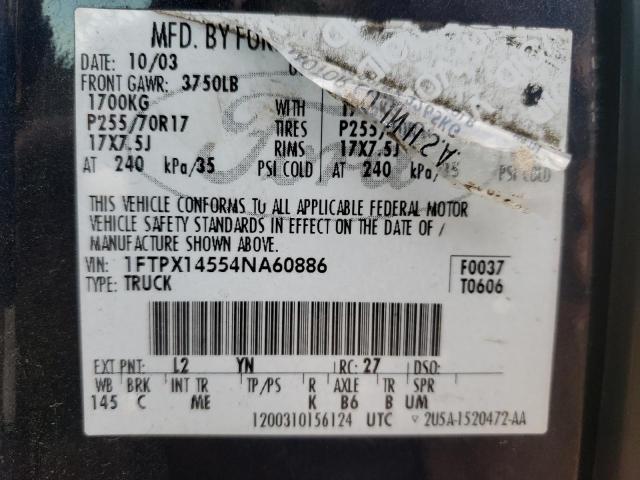 MFD. BY FOR
DATE: 10/03
FRONT GAWR: 3750LB
1700KG WITH
P255/70R17 TIRES P255/
17X7.5J RIMS 17X7.5J
AT 240 kPa/35 PSI COLD AT 240 kPa/ 5 PSI COLD
Ford
THIS VEHICLE CONFORMS TO ALL APPLICABLE FEDERAL MOTOR
VEHICLE SAFETY STANDARDS IN EFFECT ON THE DATE OF
MANUFACTURE SHOWN ABOVE.
VIN: 1FTPX14554NA60886 F0037
TYPE: TRUCK T0606
EXT PNT: L2 YN RC: 27 DSO:
WB BRK INT TR TP/PS R AXLE TR SPR
145 C ME K B6 B UM
1200310156124 UTC ▽ 2U5A-1520472-AA